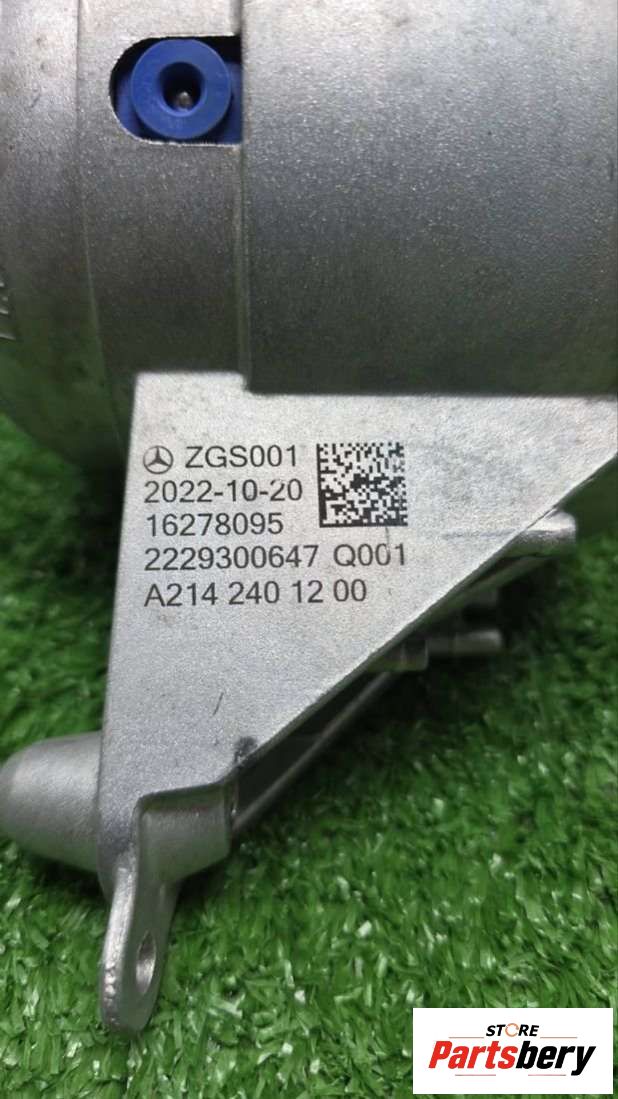 ZGS001
2022-10-20
16278095
2229300647 Q001
A214 240 12 00
STORE
Partsbery